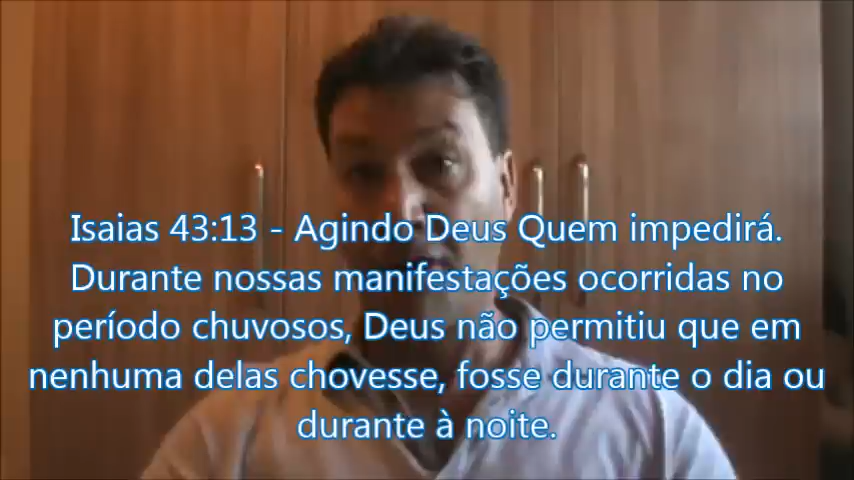 Isaias 43:13 - Agindo Deus Quem impedirá.
Durante nossas manifestações ocorridas no
período chuvosos, Deus não permitiu que em
nenhuma delas chovesse, fosse durante o dia ou
durante à noite.